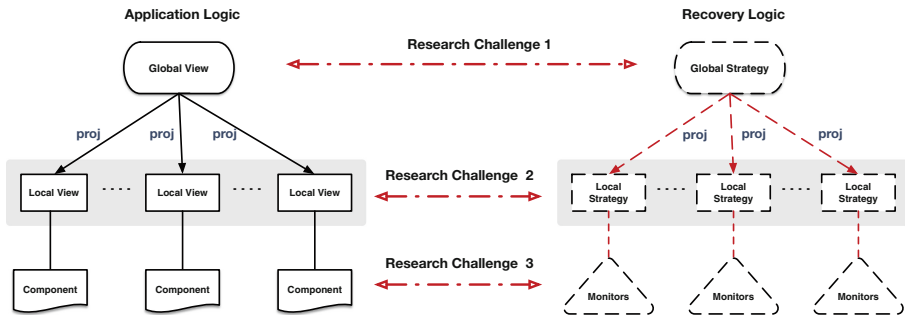 Application Logic
Recovery Logic
Research Challenge 1
Global View
Global Strategy
proj
proj
proj
proj
proj
proj
Research Challenge 2
Local View
.....
Local View
.....
Local View
Local
Strategy
.....
Local
Strategy
.....
Local
Strategy
Research Challenge 3
Component
Component
Component
Monitors
Monitors
Monitors